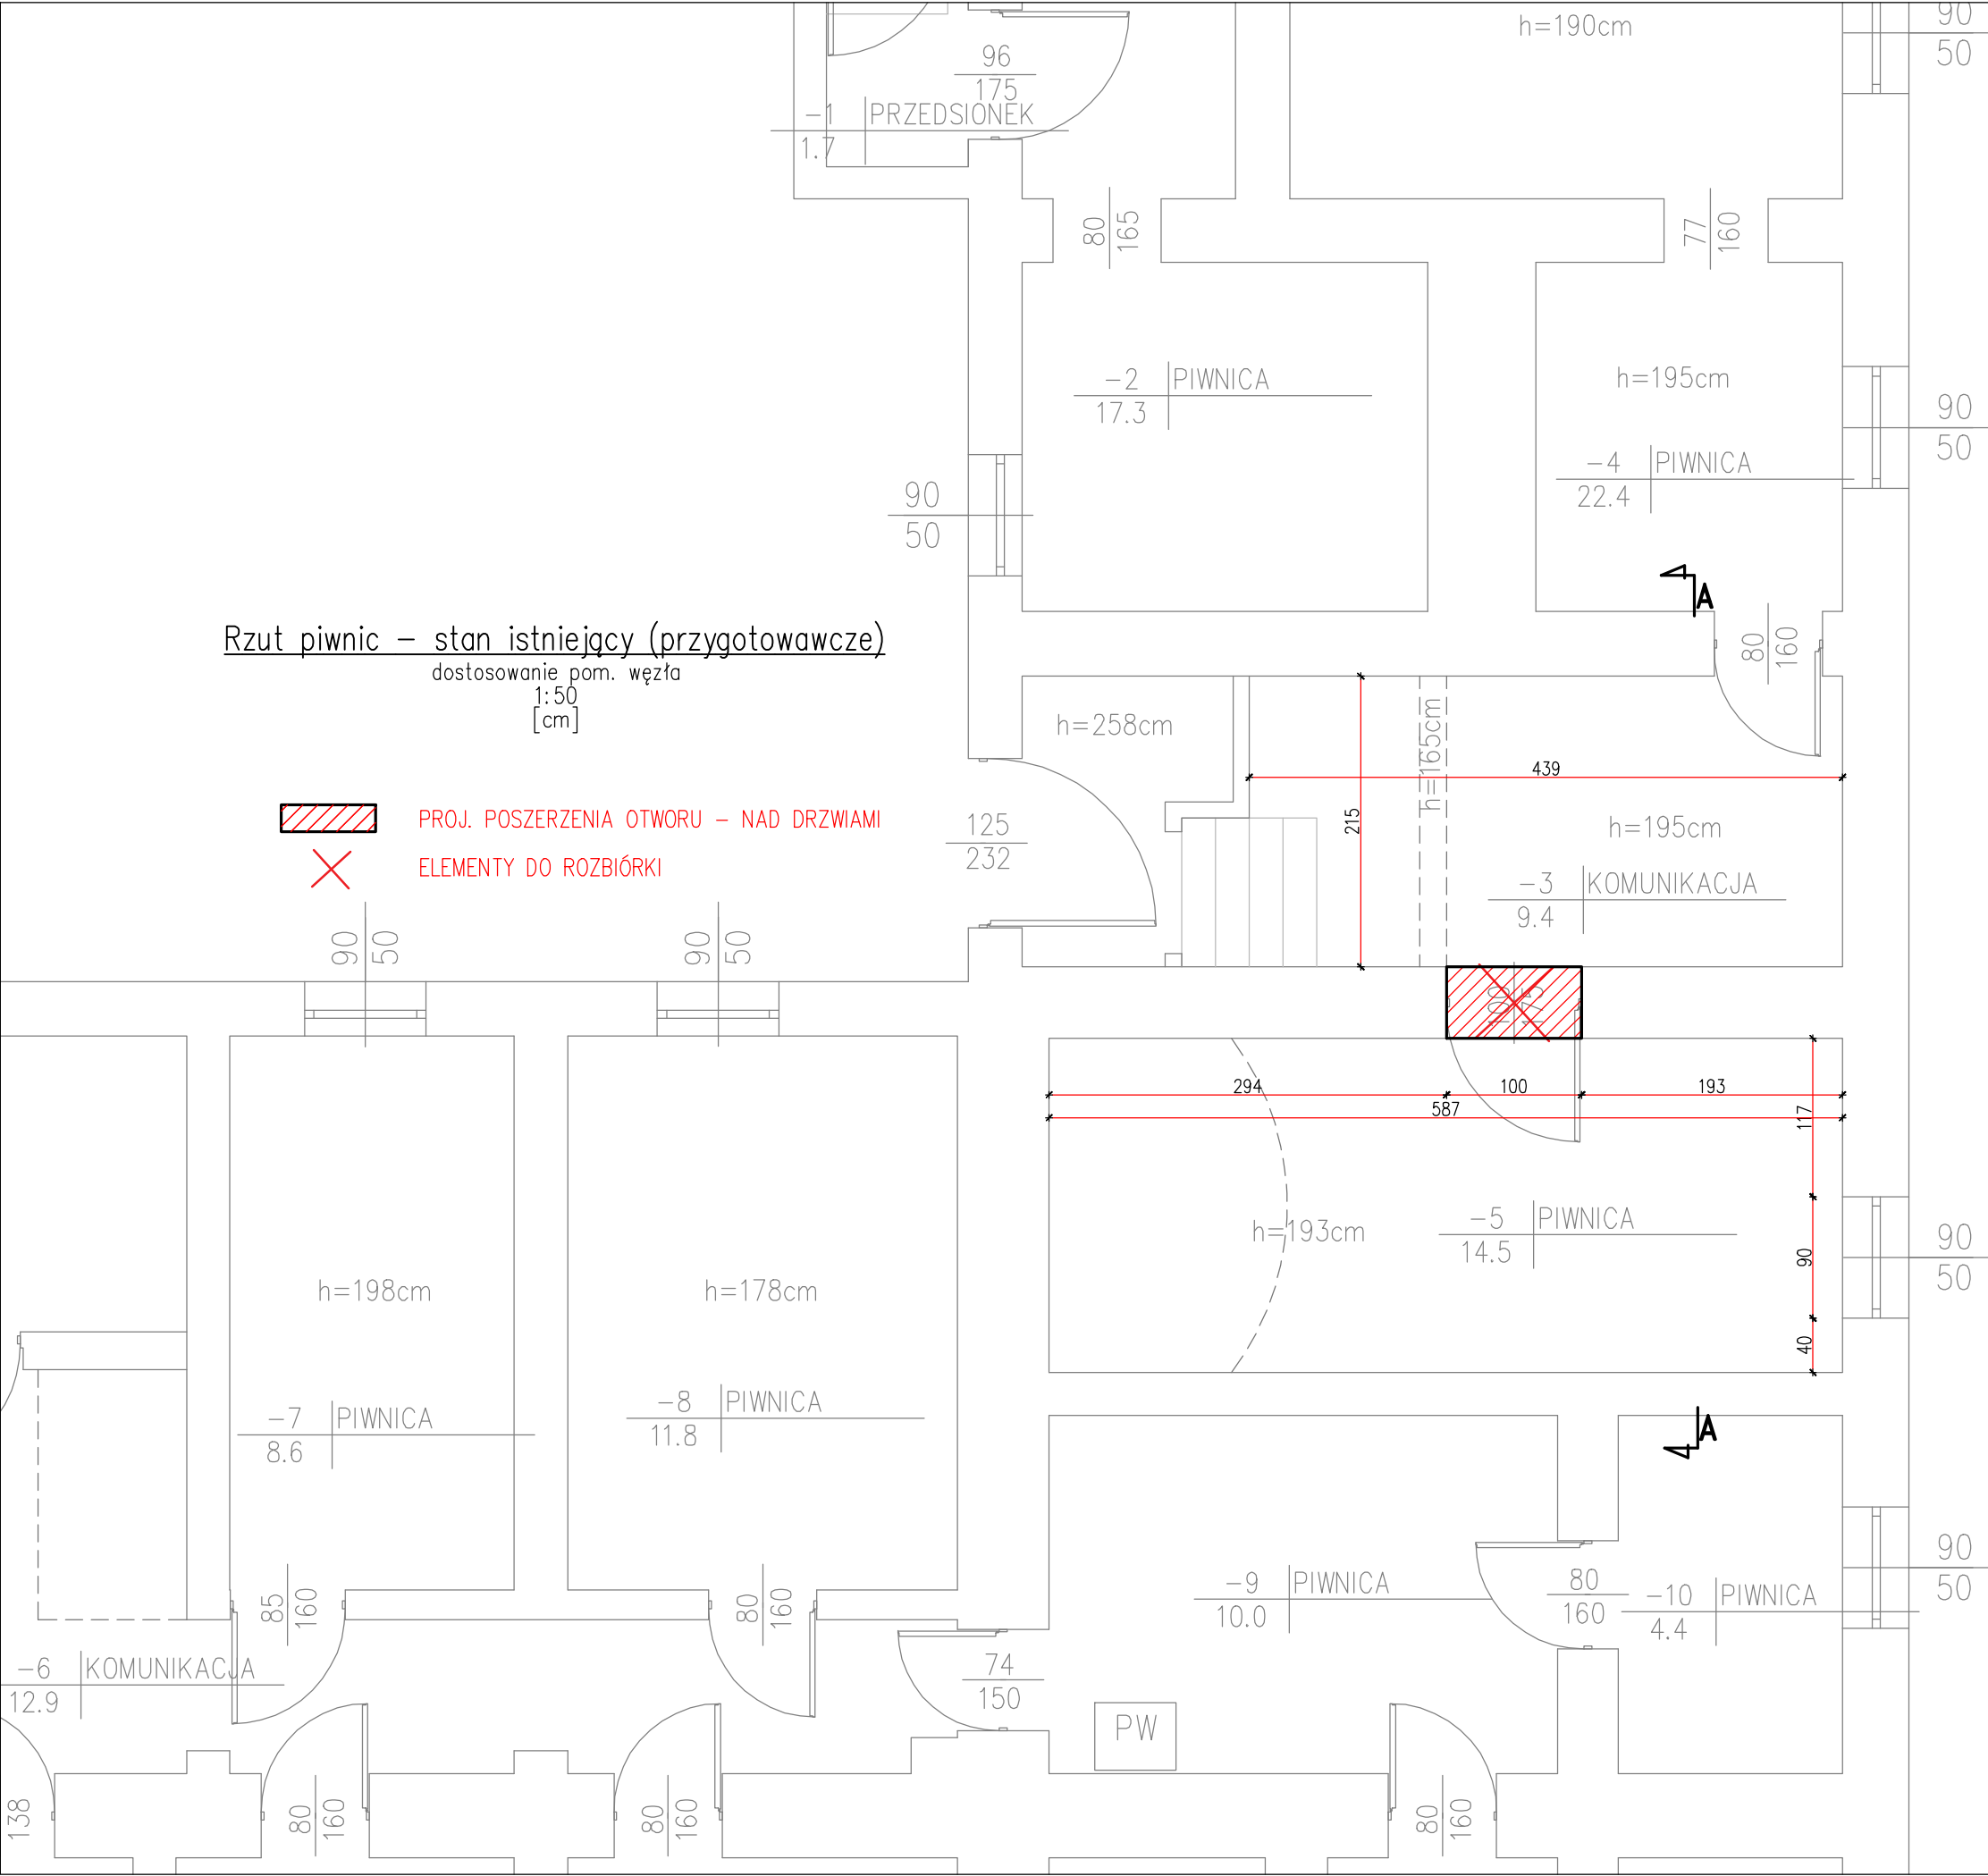 90
50
h=190cm
96
175
-1 PRZEDSIONEK
1.7
80
165
77
160
-2 PIWNICA
17.3
h=195cm
90
50
-4 PIWNICA
22.4
90
50
A
Rzut piwnic – stan istniejący (przygotowawcze)
dostosowanie pom. węzła
1:50
[cm]
80
160
h=258cm
h=165cm
439
215
PROJ. POSZERZENIA OTWORU – NAD DRZWIAMI
ELEMENTY DO ROZBIÓRKI
125
232
h=195cm
-3 KOMUNIKACJA
9.4
90
50
90
50
100
294
100
193
587
117
h=193cm
-5 PIWNICA
14.5
90
90
50
40
h=198cm
h=178cm
-7 PIWNICA
8.6
-8 PIWNICA
11.8
A
90
50
85
160
80
160
-9 PIWNICA
10.0
80
160
-10 PIWNICA
4.4
-6 KOMUNIKACJA
12.9
74
150
PW
138
80
160
80
160
80
160